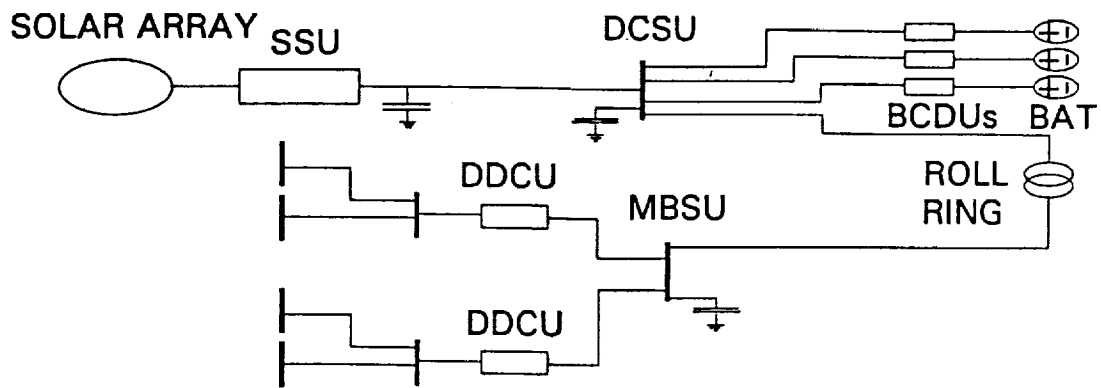 SOLAR ARRAY
SSU
DCSU
BCDUs
BAT
DDCU
MBSU
ROLL
RING
DDCU